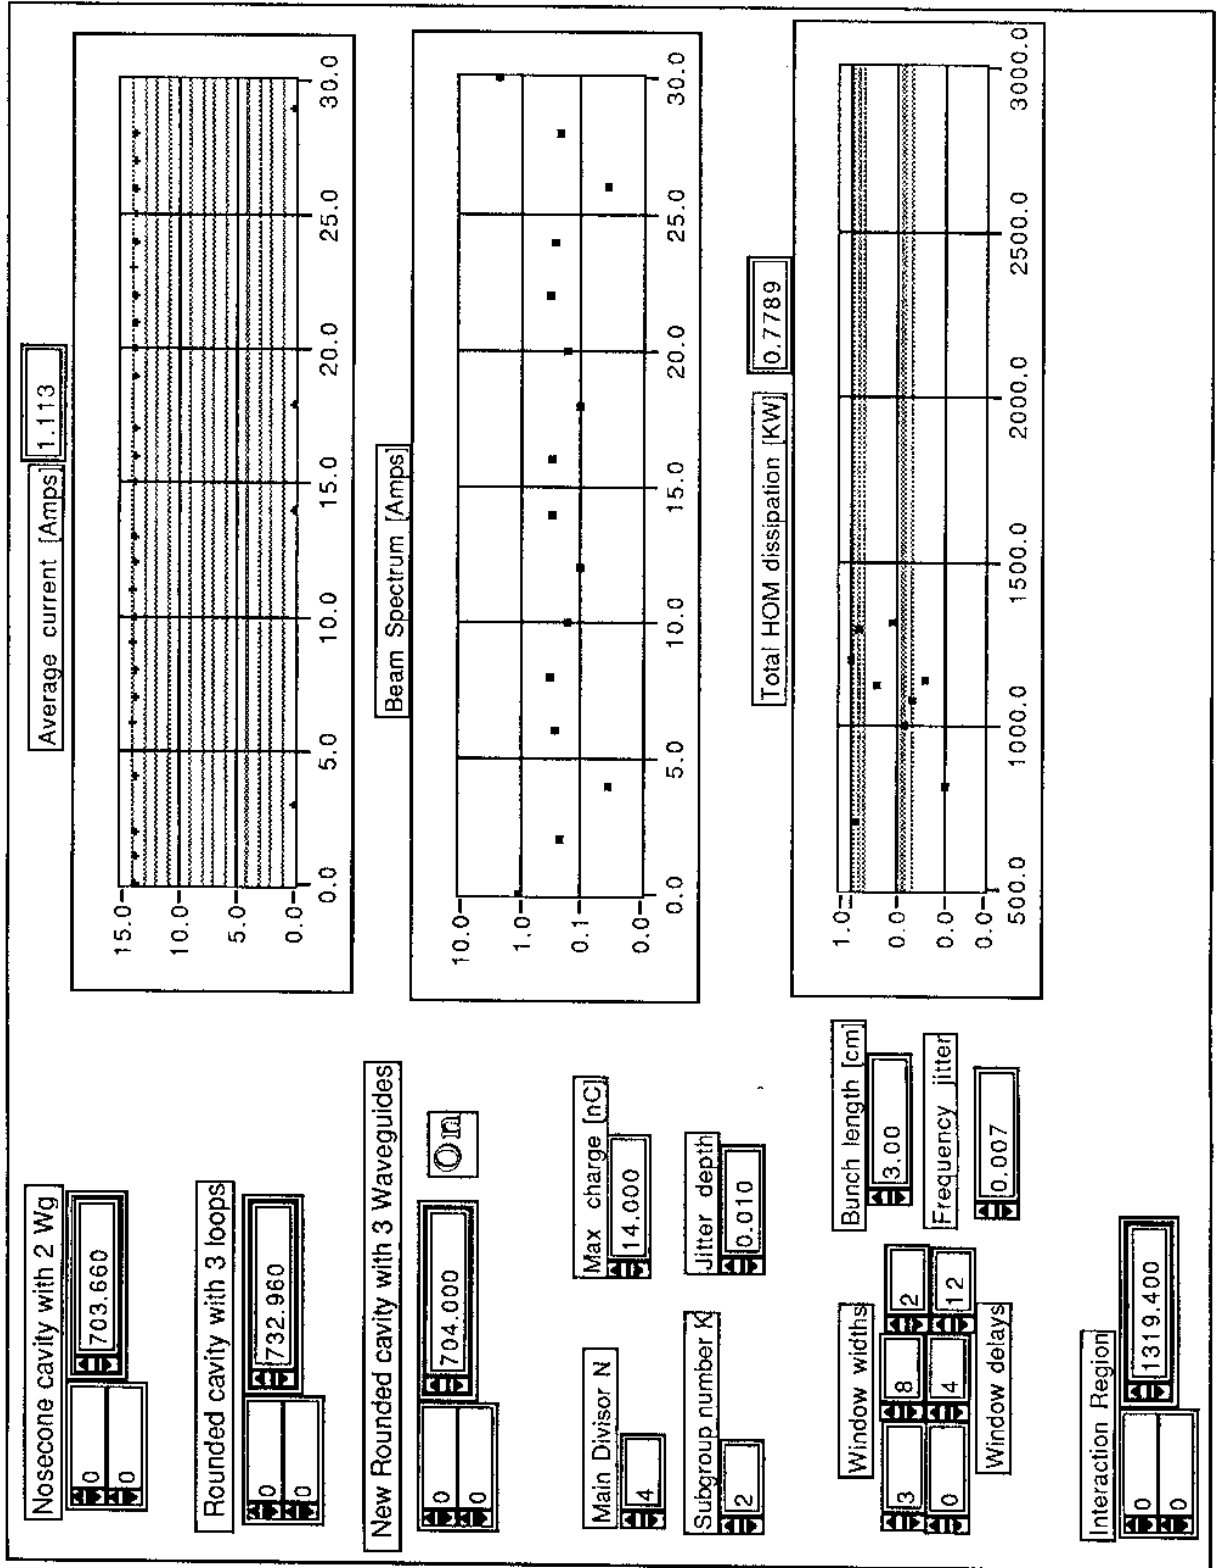 Nosecone cavity with 2 Wg
0
0
703.660
Rounded cavity with 3 loops
0
0
732.960
New Rounded cavity with 3 Waveguides
0
0
704.000
On
Main Divisor N
4
Max charge [nC]
14.000
Subgroup number K
2
Jitter depth
0.010
Window widths
3
8
2
0
4
12
Window delays
Bunch length [cm]
3.00
Frequency jitter
0.007
Interaction Region
0
0
1319.400
Average current [Amps]
1.113
15.0
10.0
5.0
0.0
0.0 5.0 10.0 15.0 20.0 25.0 30.0
Beam Spectrum [Amps]
10.0
1.0
0.1
0.0
0.0 5.0 10.0 15.0 20.0 25.0 30.0
Total HOM dissipation [KW]
0.7789
1.0
0.0
0.0
0.0
500.0 1000.0 1500.0 2000.0 2500.0 3000.0